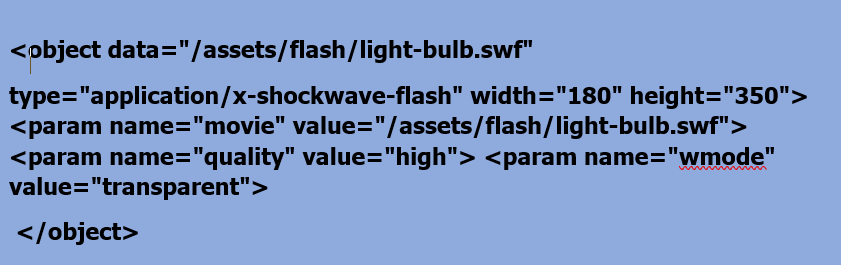 <object data="/assets/flash/light-bulb.swf"
type="application/x-shockwave-flash" width="180" height="350">
<param name="movie" value="/assets/flash/light-bulb.swf">
<param name="quality" value="high"> <param name="wmode"
value="transparent">
</object>